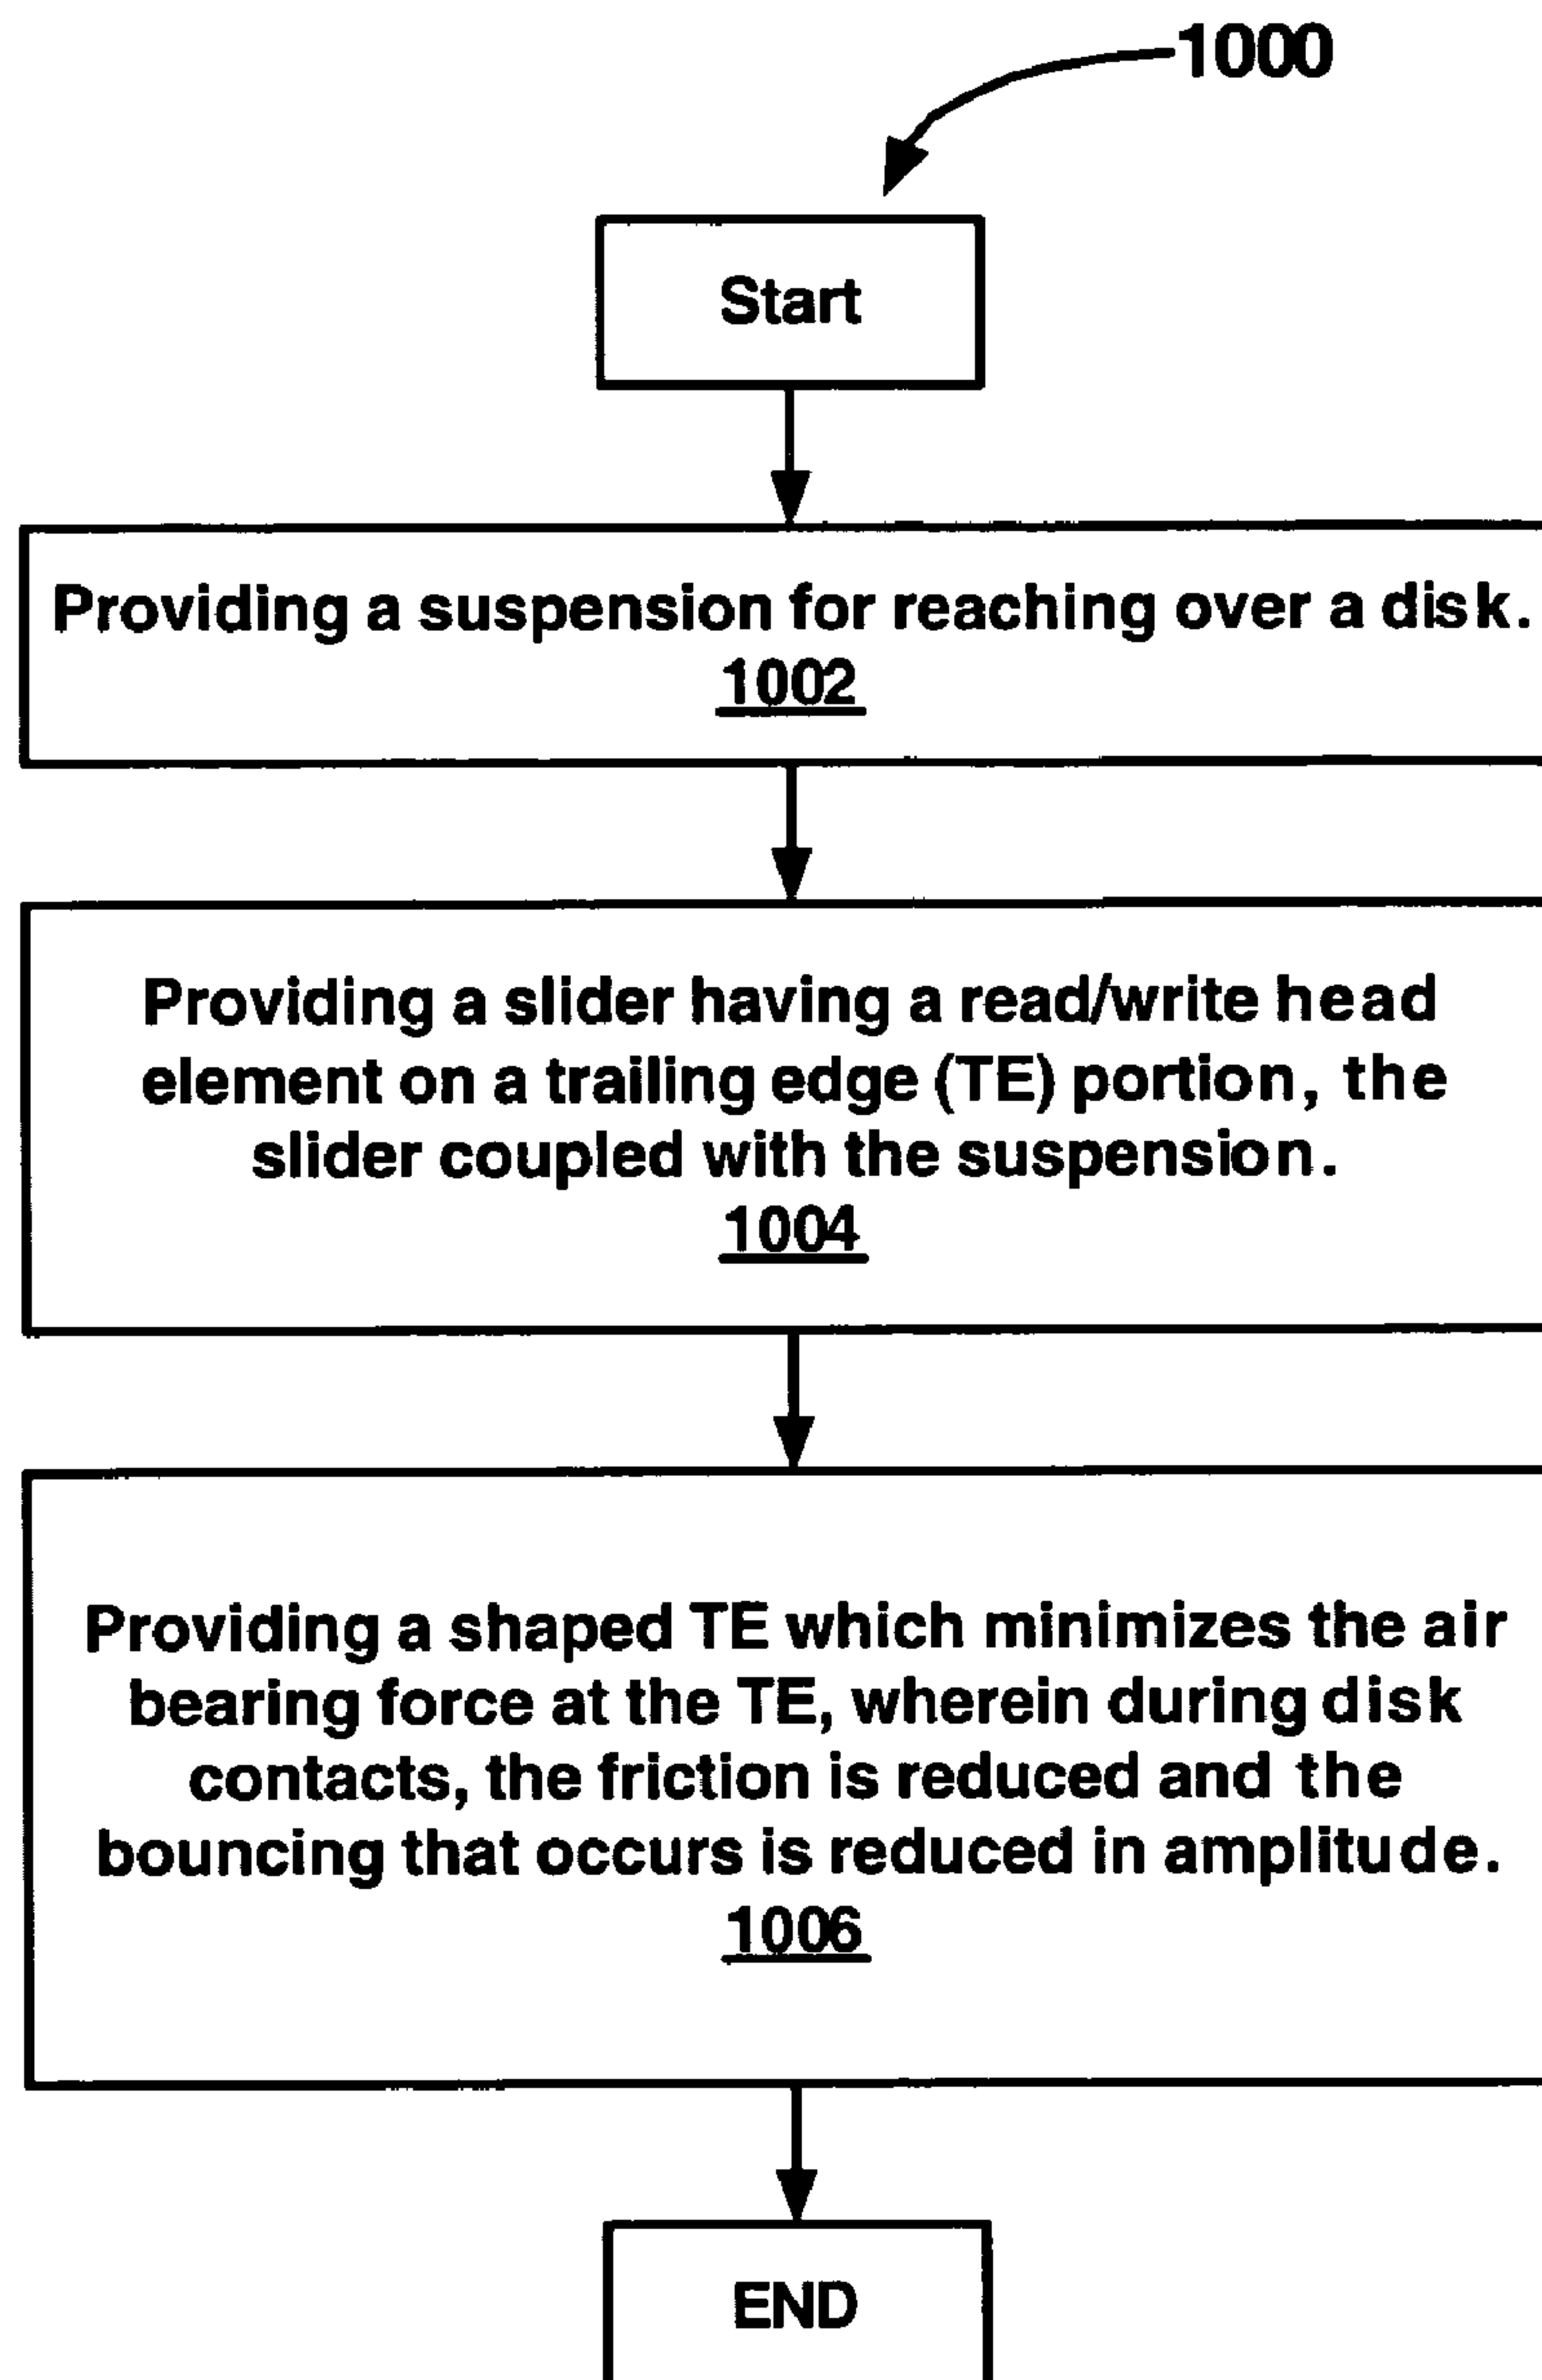 1000
Start
Providing a suspension for reaching over a disk.
1002
Providing a slider having a read/write head
element on a trailing edge (TE) portion, the
slider coupled with the suspension.
1004
Providing a shaped TE which minimizes the air
bearing force at the TE, wherein during disk
contacts, the friction is reduced and the
bouncing that occurs is reduced in amplitude.
1006
END